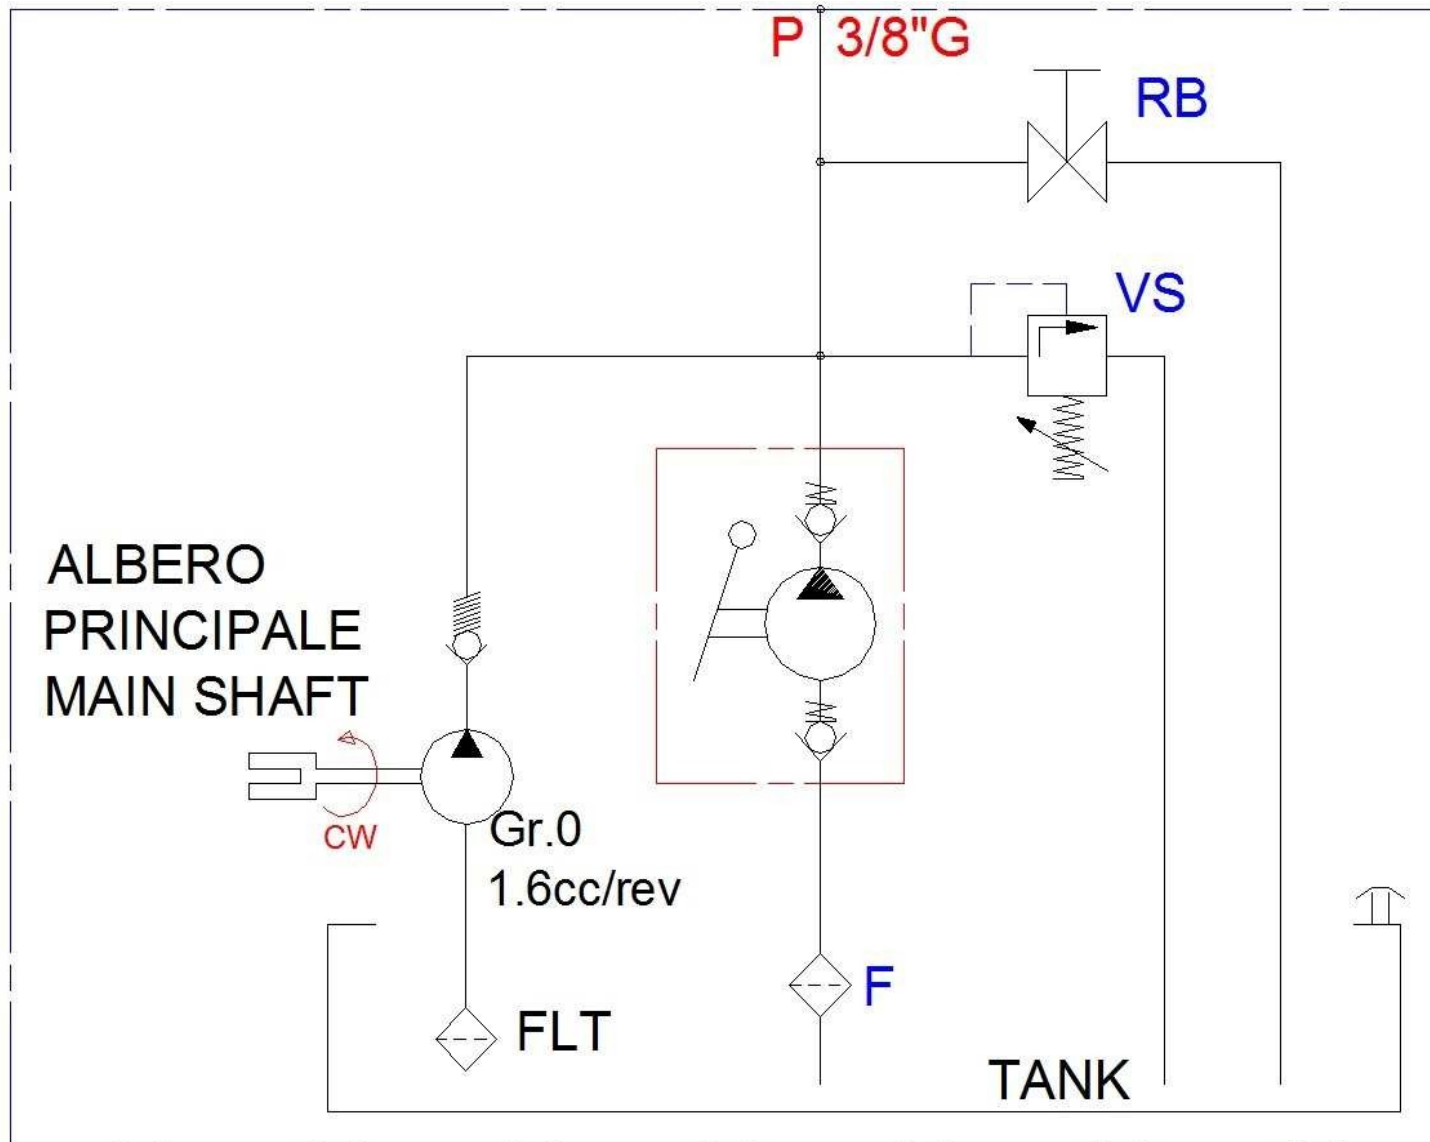 P 3/8"G
RB
VS
ALBERO
PRINCIPALE
MAIN SHAFT
CW
Gr.0
1.6cc/rev
F
FLT
TANK